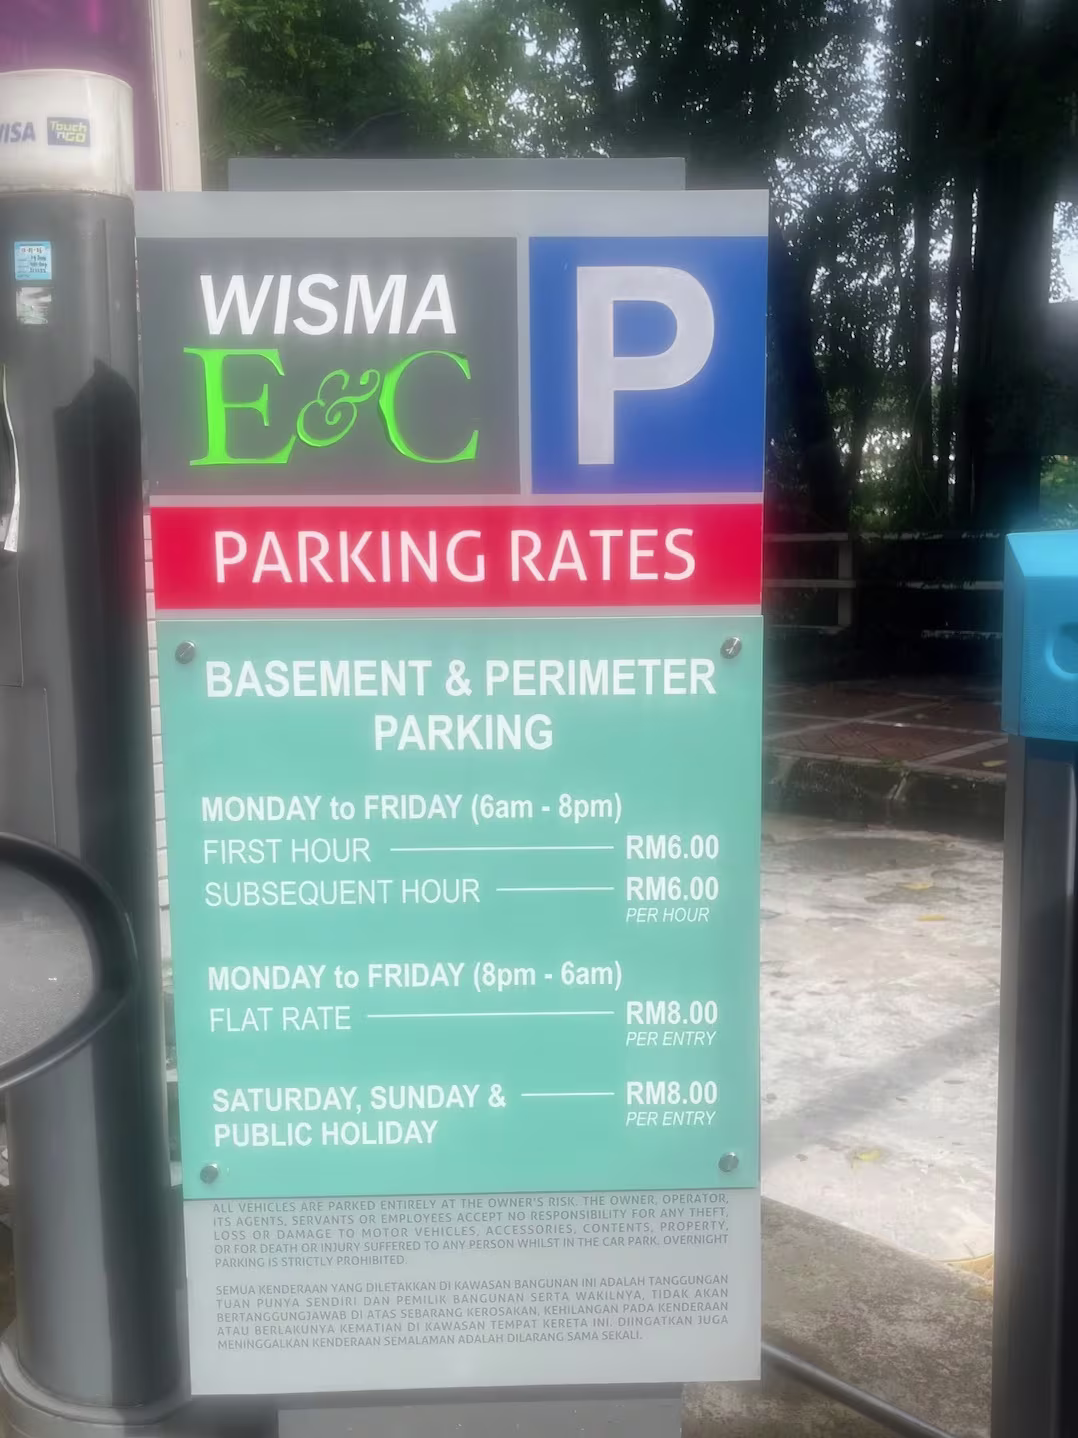 VISA Touch
'nGO
WISMA
E&C
P
PARKING RATES
BASEMENT & PERIMETER
PARKING
MONDAY to FRIDAY (6am - 8pm)
FIRST HOUR RM6.00
SUBSEQUENT HOUR RM6.00
PER HOUR
MONDAY to FRIDAY (8pm - 6am)
FLAT RATE RM8.00
PER ENTRY
SATURDAY, SUNDAY & RM8.00
PER ENTRY
PUBLIC HOLIDAY
ALL VEHICLES ARE PARKED ENTIRELY AT THE OWNER'S RISK. THE OWNER, OPERATOR,
ITS AGENTS, SERVANTS OR EMPLOYEES ACCEPT NO RESPONSIBILITY FOR ANY THEFT,
LOSS OR DAMAGE TO MOTOR VEHICLES, ACCESSORIES, CONTENTS, PROPERTY,
OR FOR DEATH OR INJURY SUFFERED TO ANY PERSON WHILST IN THE CAR PARK. OVERNIGHT
PARKING IS STRICTLY PROHIBITED.
SEMUA KENDERAAN YANG DILETAKKAN DI KAWASAN BANGUNAN INI ADALAH TANGGUNGAN
TUAN PUNYA SENDIRI DAN PEMILIK BANGUNAN SERTA WAKILNYA, TIDAK AKAN
BERTANGGUNGJAWAB DI ATAS SEBARANG KEROSAKAN, KEHILANGAN PADA KENDERAAN
ATAU BERLAKUNYA KEMATIAN DI KAWASAN TEMPAT KERETA INI. DIINGATKAN JUGA
MENINGGALKAN KENDERAAN SEMALAMAN ADALAH DILARANG SAMA SEKALI.